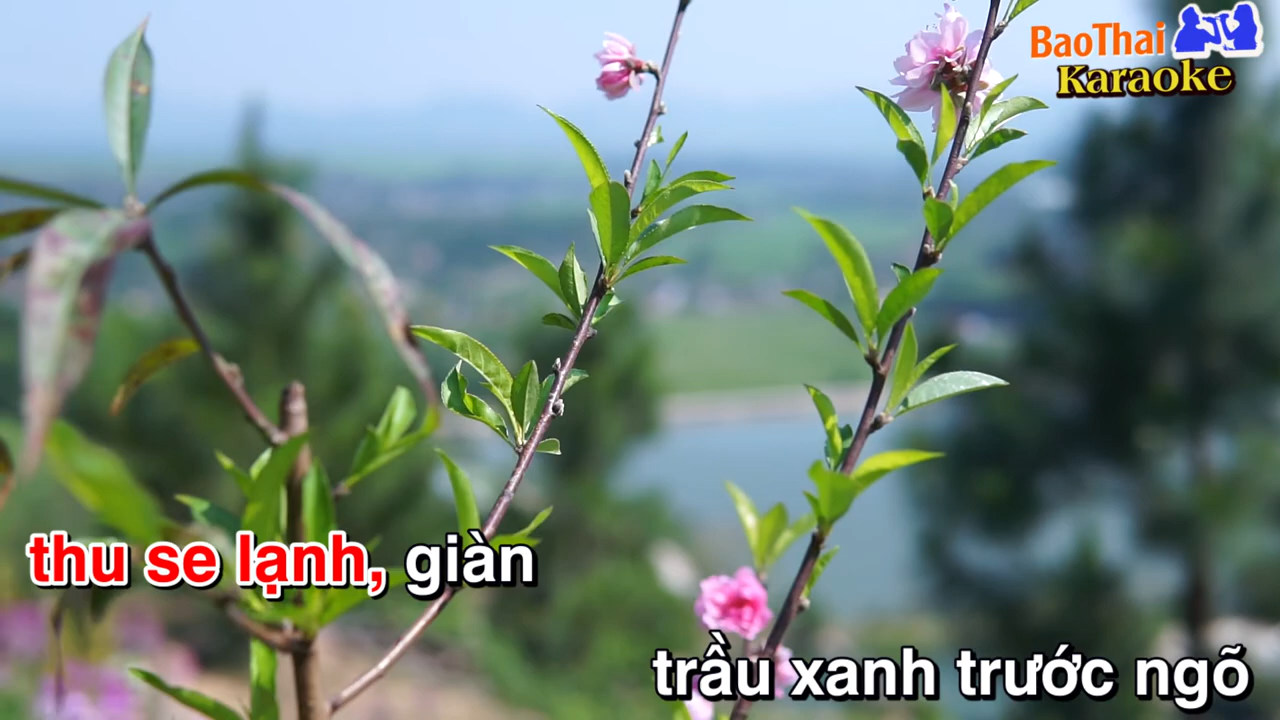 BaoThai
Karaoke
thu se lạnh, giàn
trầu xanh trước ngõ